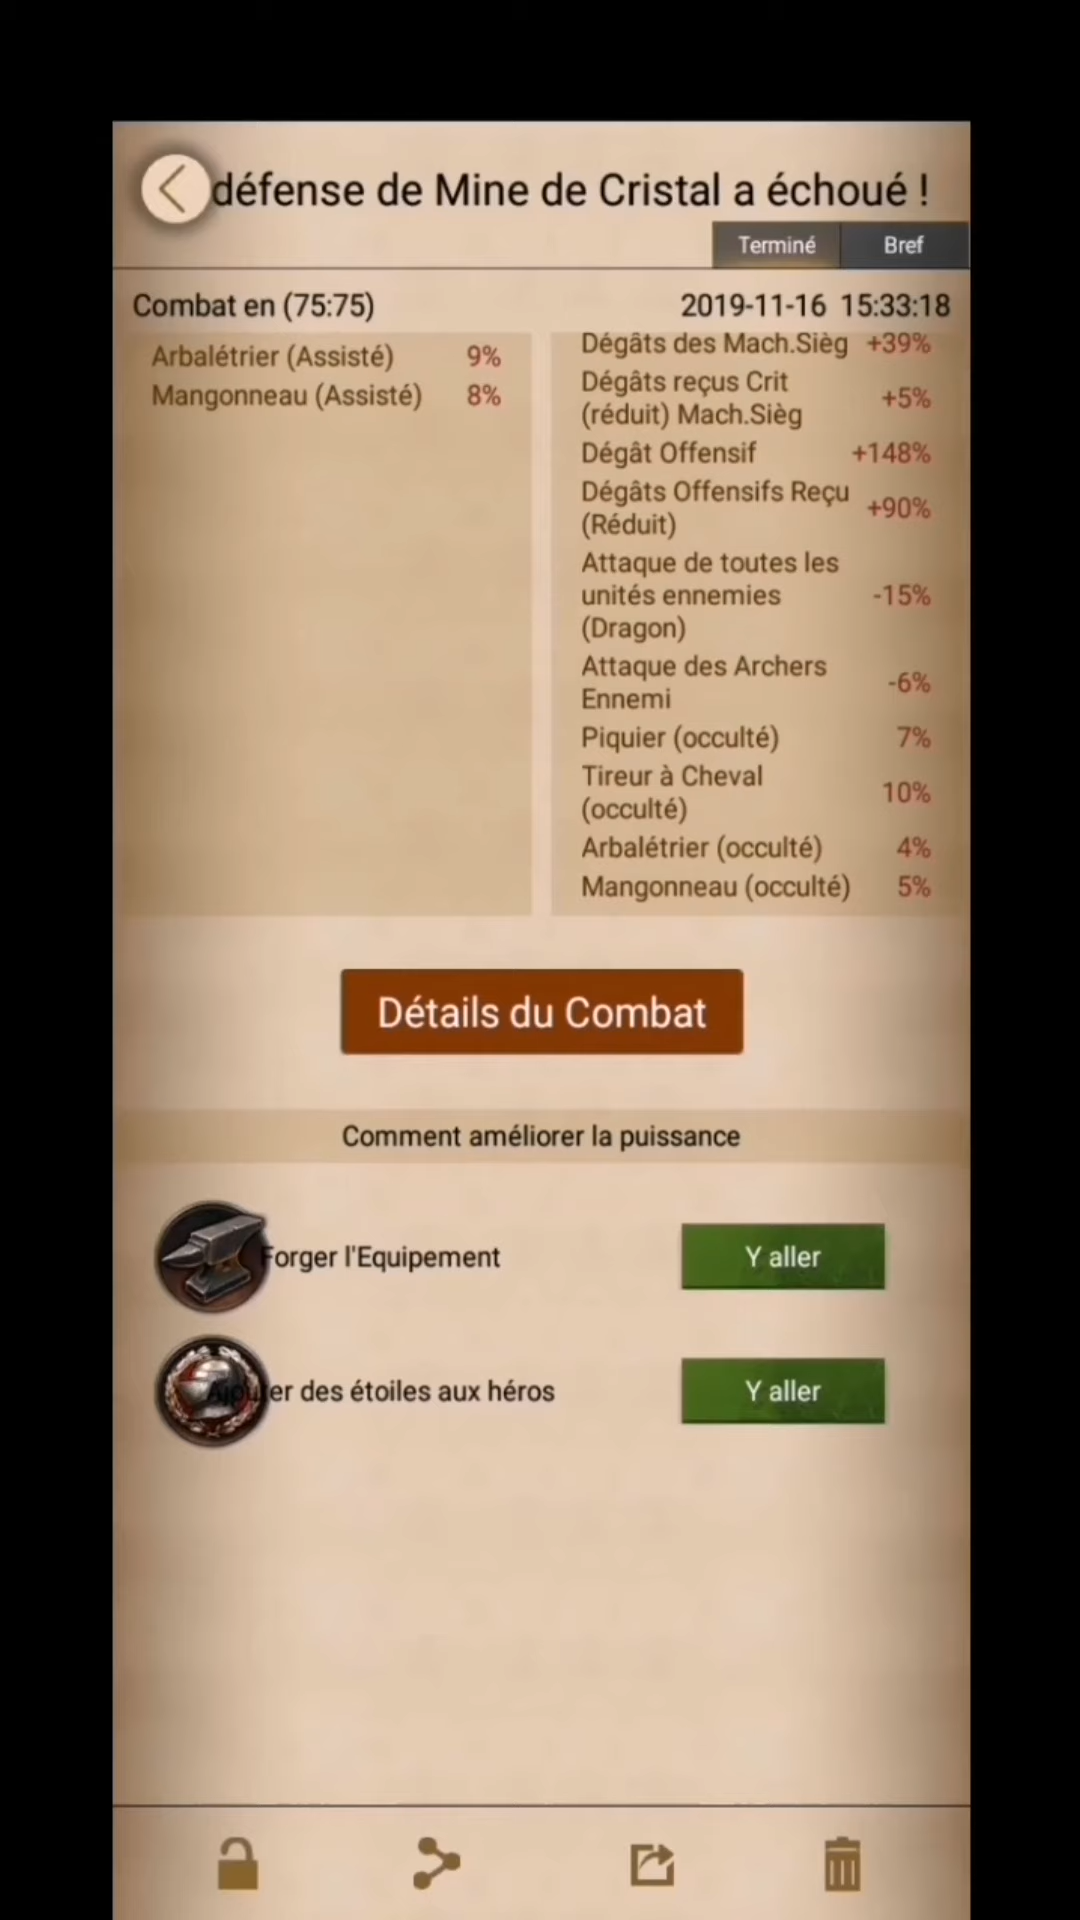 défense de Mine de Cristal a échoué !
Terminé
Bref
Combat en (75:75)
2019-11-16 15:33:18
Arbalétrier (Assisté) 9%
Mangonneau (Assisté) 8%
Dégâts des Mach.Sièg +39%
Dégâts reçus Crit
(réduit) Mach.Sièg +5%
Dégât Offensif +148%
Dégâts Offensifs Reçu
(Réduit) +90%
Attaque de toutes les
unités ennemies -15%
(Dragon)
Attaque des Archers
Ennemi -6%
Piquier (occulté) 7%
Tireur à Cheval
(occulté) 10%
Arbalétrier (occulté) 4%
Mangonneau (occulté) 5%
Détails du Combat
Comment améliorer la puissance
Forger l'Equipement
Y aller
Ajouter des étoiles aux héros
Y aller